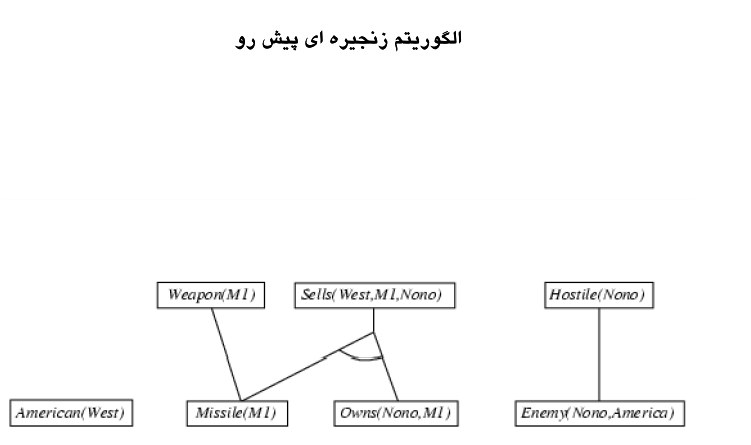 الگوریتم زنجیره ای پیش رو
Weapon(M1) Sells(West,M1,Nono) Hostile(Nono)
American(West) Missile(M1) Owns(Nono,M1) Enemy(Nono,America)